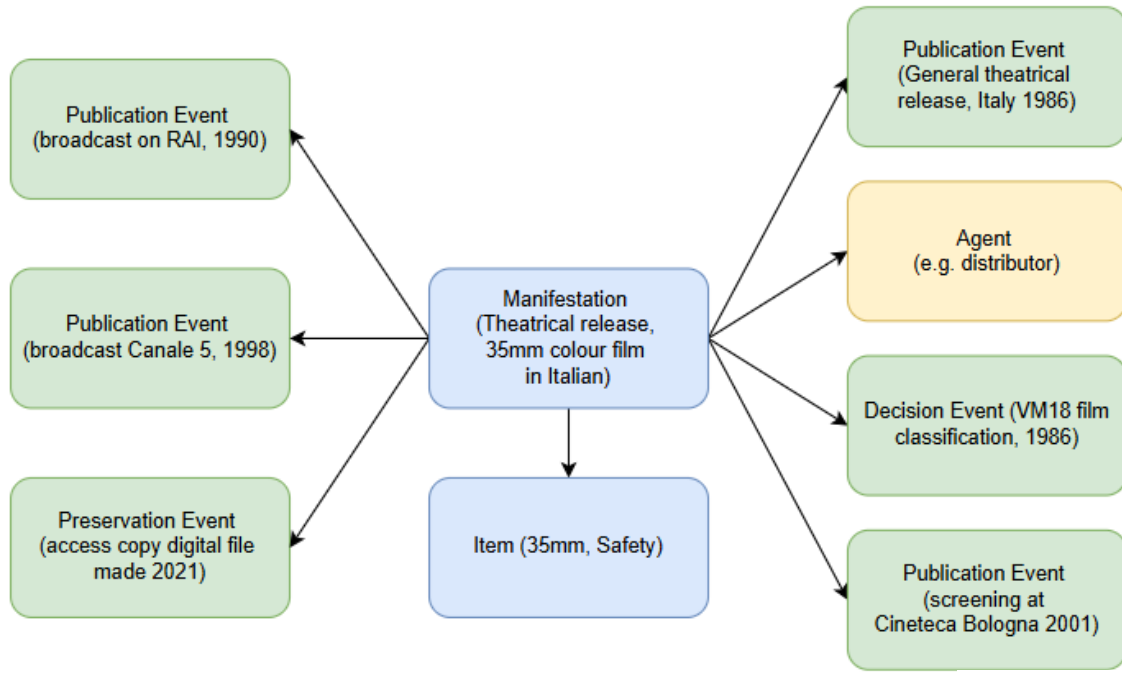 Publication Event
(broadcast on RAI, 1990)
Publication Event
(broadcast Canale 5, 1998)
Preservation Event
(access copy digital file
made 2021)
Manifestation
(Theatrical release,
35mm colour film
in Italian)
Item (35mm, Safety)
Publication Event
(General theatrical
release, Italy 1986)
Agent
(e.g. distributor)
Decision Event (VM18 film
classification, 1986)
Publication Event
(screening at
Cineteca Bologna 2001)